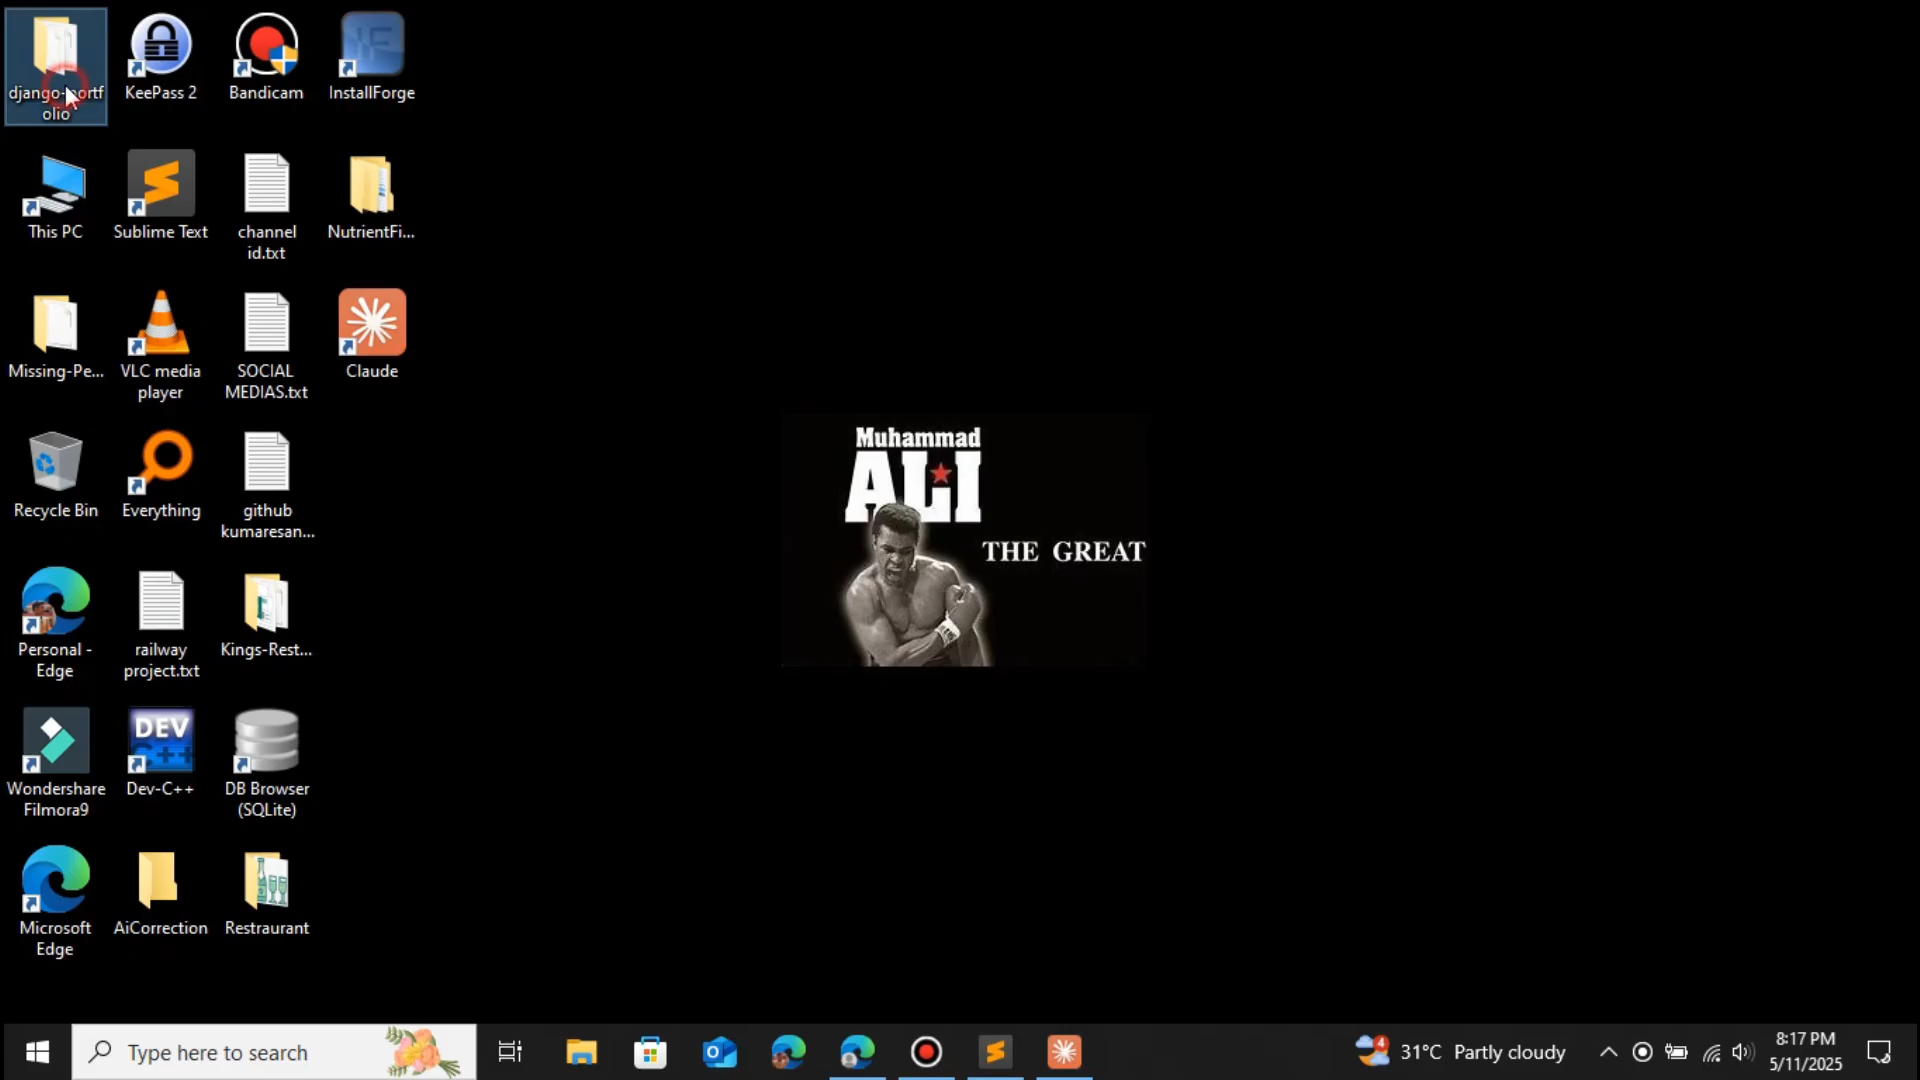 django-portf
olio
KeePass 2
Bandicam
InstallForge
This PC
Sublime Text
channel
id.txt
NutrientFi...
Missing-Pe...
VLC media
player
SOCIAL
MEDIAS.txt
Claude
Recycle Bin
Everything
github
kumaresan...
Personal -
Edge
railway
project.txt
Kings-Rest...
Wondershare
Filmora9
DEV
C++
Dev-C++
DB Browser
(SQLite)
Microsoft
Edge
AiCorrection
Restraurant
Muhammad
ALI
THE GREAT
Type here to search
4
31°C Partly cloudy
8:17 PM
5/11/2025